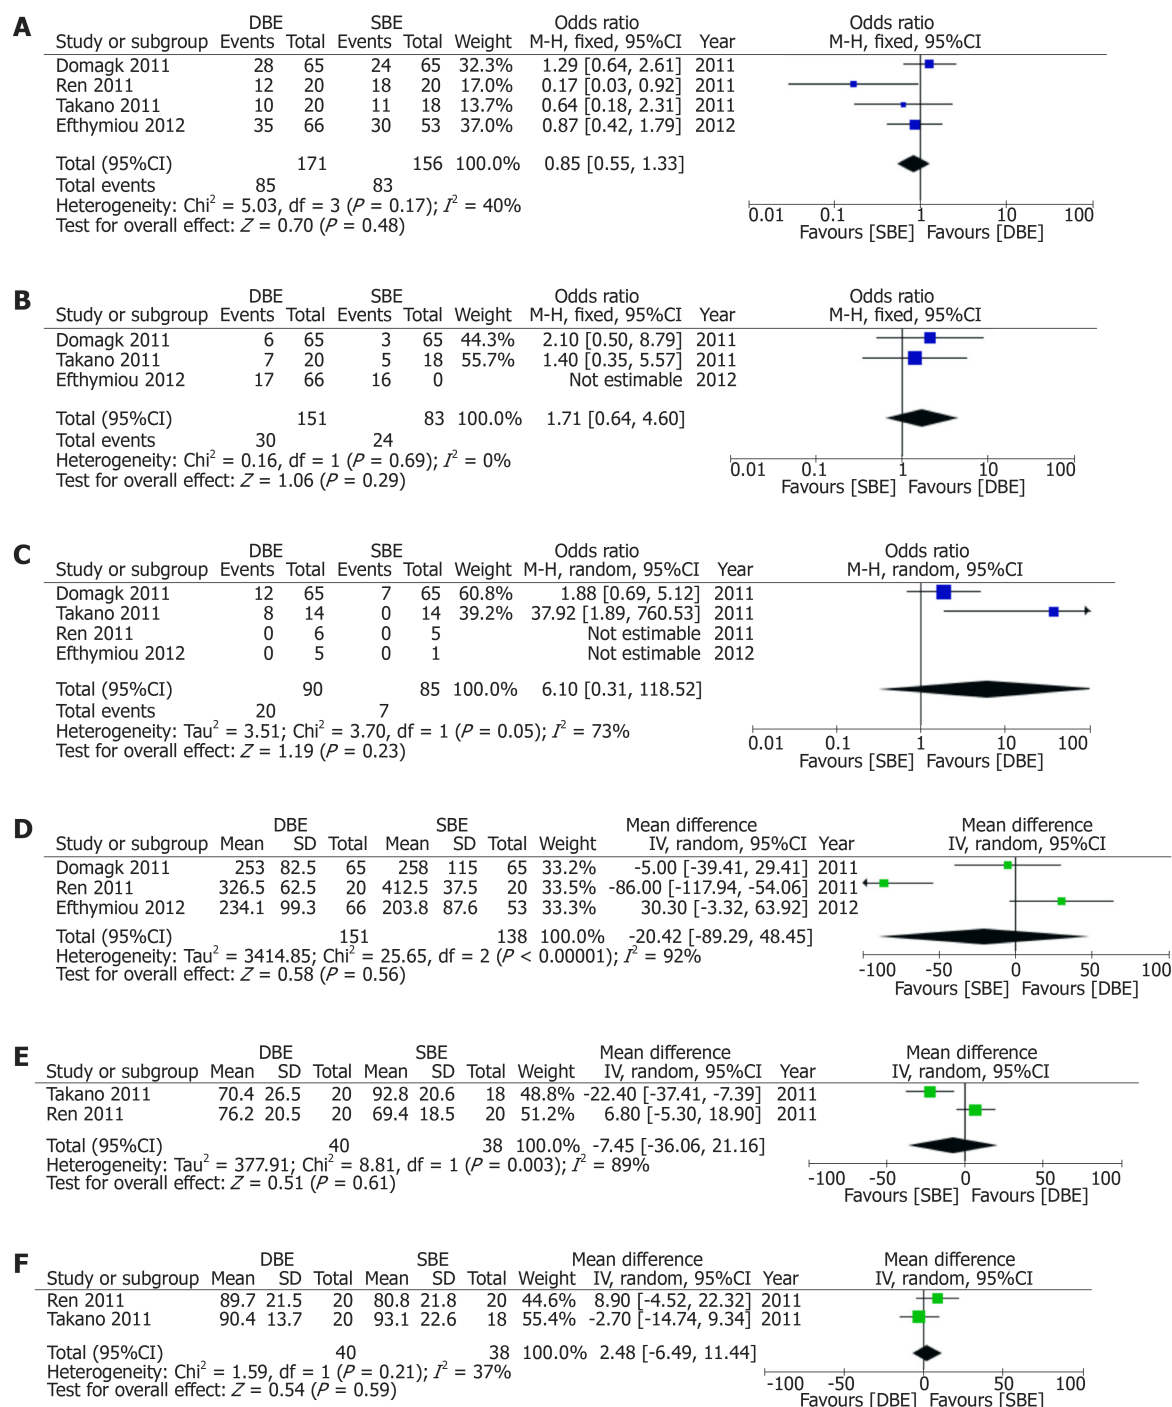 A DBE SBE Odds ratio Odds ratio
Study or subgroup Events Total Events Total Weight M-H, fixed, 95%CI Year M-H, fixed, 95%CI
Domagk 2011 28 65 24 65 32.3% 1.29 [0.64, 2.61] 2011
Ren 2011 12 20 18 20 17.0% 0.17 [0.03, 0.92] 2011
Takano 2011 10 20 11 18 13.7% 0.64 [0.18, 2.31] 2011
Efthymiou 2012 35 66 30 53 37.0% 0.87 [0.42, 1.79] 2012
Total (95%CI) 171 156 100.0% 0.85 [0.55, 1.33]
Total events 85 83
Heterogeneity: Chi² = 5.03, df = 3 (P = 0.17); I² = 40%
Test for overall effect: Z = 0.70 (P = 0.48)
0.01 0.1 1 10 100
Favours [SBE] Favours [DBE]
B DBE SBE Odds ratio Odds ratio
Study or subgroup Events Total Events Total Weight M-H, fixed, 95%CI Year M-H, fixed, 95%CI
Domagk 2011 6 65 3 65 44.3% 2.10 [0.50, 8.79] 2011
Takano 2011 7 20 5 18 55.7% 1.40 [0.35, 5.57] 2011
Efthymiou 2012 17 66 16 0 Not estimable 2012
Total (95%CI) 151 83 100.0% 1.71 [0.64, 4.60]
Total events 30 24
Heterogeneity: Chi² = 0.16, df = 1 (P = 0.69); I² = 0%
Test for overall effect: Z = 1.06 (P = 0.29)
0.01 0.1 1 10 100
Favours [SBE] Favours [DBE]
C DBE SBE Odds ratio Odds ratio
Study or subgroup Events Total Events Total Weight M-H, random, 95%CI Year M-H, random, 95%CI
Domagk 2011 12 65 7 65 60.8% 1.88 [0.69, 5.12] 2011
Takano 2011 8 14 0 14 39.2% 37.92 [1.89, 760.53] 2011
Ren 2011 0 6 0 5 Not estimable 2011
Efthymiou 2012 0 5 0 1 Not estimable 2012
Total (95%CI) 90 85 100.0% 6.10 [0.31, 118.52]
Total events 20 7
Heterogeneity: Tau² = 3.51; Chi² = 3.70, df = 1 (P = 0.05); I² = 73%
Test for overall effect: Z = 1.19 (P = 0.23)
0.01 0.1 1 10 100
Favours [SBE] Favours [DBE]
D DBE SBE Mean difference Mean difference
Study or subgroup Mean SD Total Mean SD Total Weight IV, random, 95%CI Year IV, random, 95%CI
Domagk 2011 253 82.5 65 258 115 65 33.2% -5.00 [-39.41, 29.41] 2011
Ren 2011 326.5 62.5 20 412.5 37.5 20 33.5% -86.00 [-117.94, -54.06] 2011
Efthymiou 2012 234.1 99.3 66 203.8 87.6 53 33.3% 30.30 [-3.32, 63.92] 2012
Total (95%CI) 151 138 100.0% -20.42 [-89.29, 48.45]
Heterogeneity: Tau² = 3414.85; Chi² = 25.65, df = 2 (P < 0.00001); I² = 92%
Test for overall effect: Z = 0.58 (P = 0.56)
-100 -50 0 50 100
Favours [SBE] Favours [DBE]
E DBE SBE Mean difference Mean difference
Study or subgroup Mean SD Total Mean SD Total Weight IV, random, 95%CI Year IV, random, 95%CI
Takano 2011 70.4 26.5 20 92.8 20.6 18 48.8% -22.40 [-37.41, -7.39] 2011
Ren 2011 76.2 20.5 20 69.4 18.5 20 51.2% 6.80 [-5.30, 18.90] 2011
Total (95%CI) 40 38 100.0% -7.45 [-36.06, 21.16]
Heterogeneity: Tau² = 377.91; Chi² = 8.81, df = 1 (P = 0.003); I² = 89%
Test for overall effect: Z = 0.51 (P = 0.61)
-100 -50 0 50 100
Favours [SBE] Favours [DBE]
F DBE SBE Mean difference Mean difference
Study or subgroup Mean SD Total Mean SD Total Weight IV, random, 95%CI Year IV, random, 95%CI
Ren 2011 89.7 21.5 20 80.8 21.8 20 44.6% 8.90 [-4.52, 22.32] 2011
Takano 2011 90.4 13.7 20 93.1 22.6 18 55.4% -2.70 [-14.74, 9.34] 2011
Total (95%CI) 40 38 100.0% 2.48 [-6.49, 11.44]
Heterogeneity: Chi² = 1.59, df = 1 (P = 0.21); I² = 37%
Test for overall effect: Z = 0.54 (P = 0.59)
-100 -50 0 50 100
Favours [DBE] Favours [SBE]